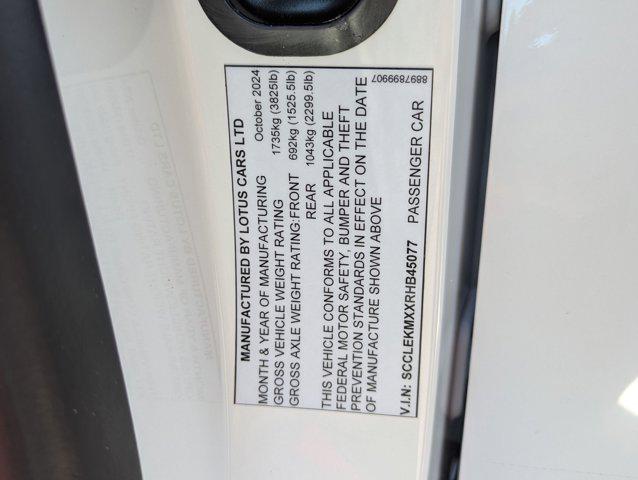 MANUFACTURED BY LOTUS CARS LTD
MONTH & YEAR OF MANUFACTURING October 2024
GROSS VEHICLE WEIGHT RATING 1735kg (3825lb)
GROSS AXLE WEIGHT RATING:FRONT 692kg (1525.5lb)
REAR 1043kg (2299.5lb)
THIS VEHICLE CONFORMS TO ALL APPLICABLE
FEDERAL MOTOR SAFETY, BUMPER AND THEFT
PREVENTION STANDARDS IN EFFECT ON THE DATE
OF MANUFACTURE SHOWN ABOVE
V.I.N: SCCLEKMXXRHB45077 PASSENGER CAR
8897899907